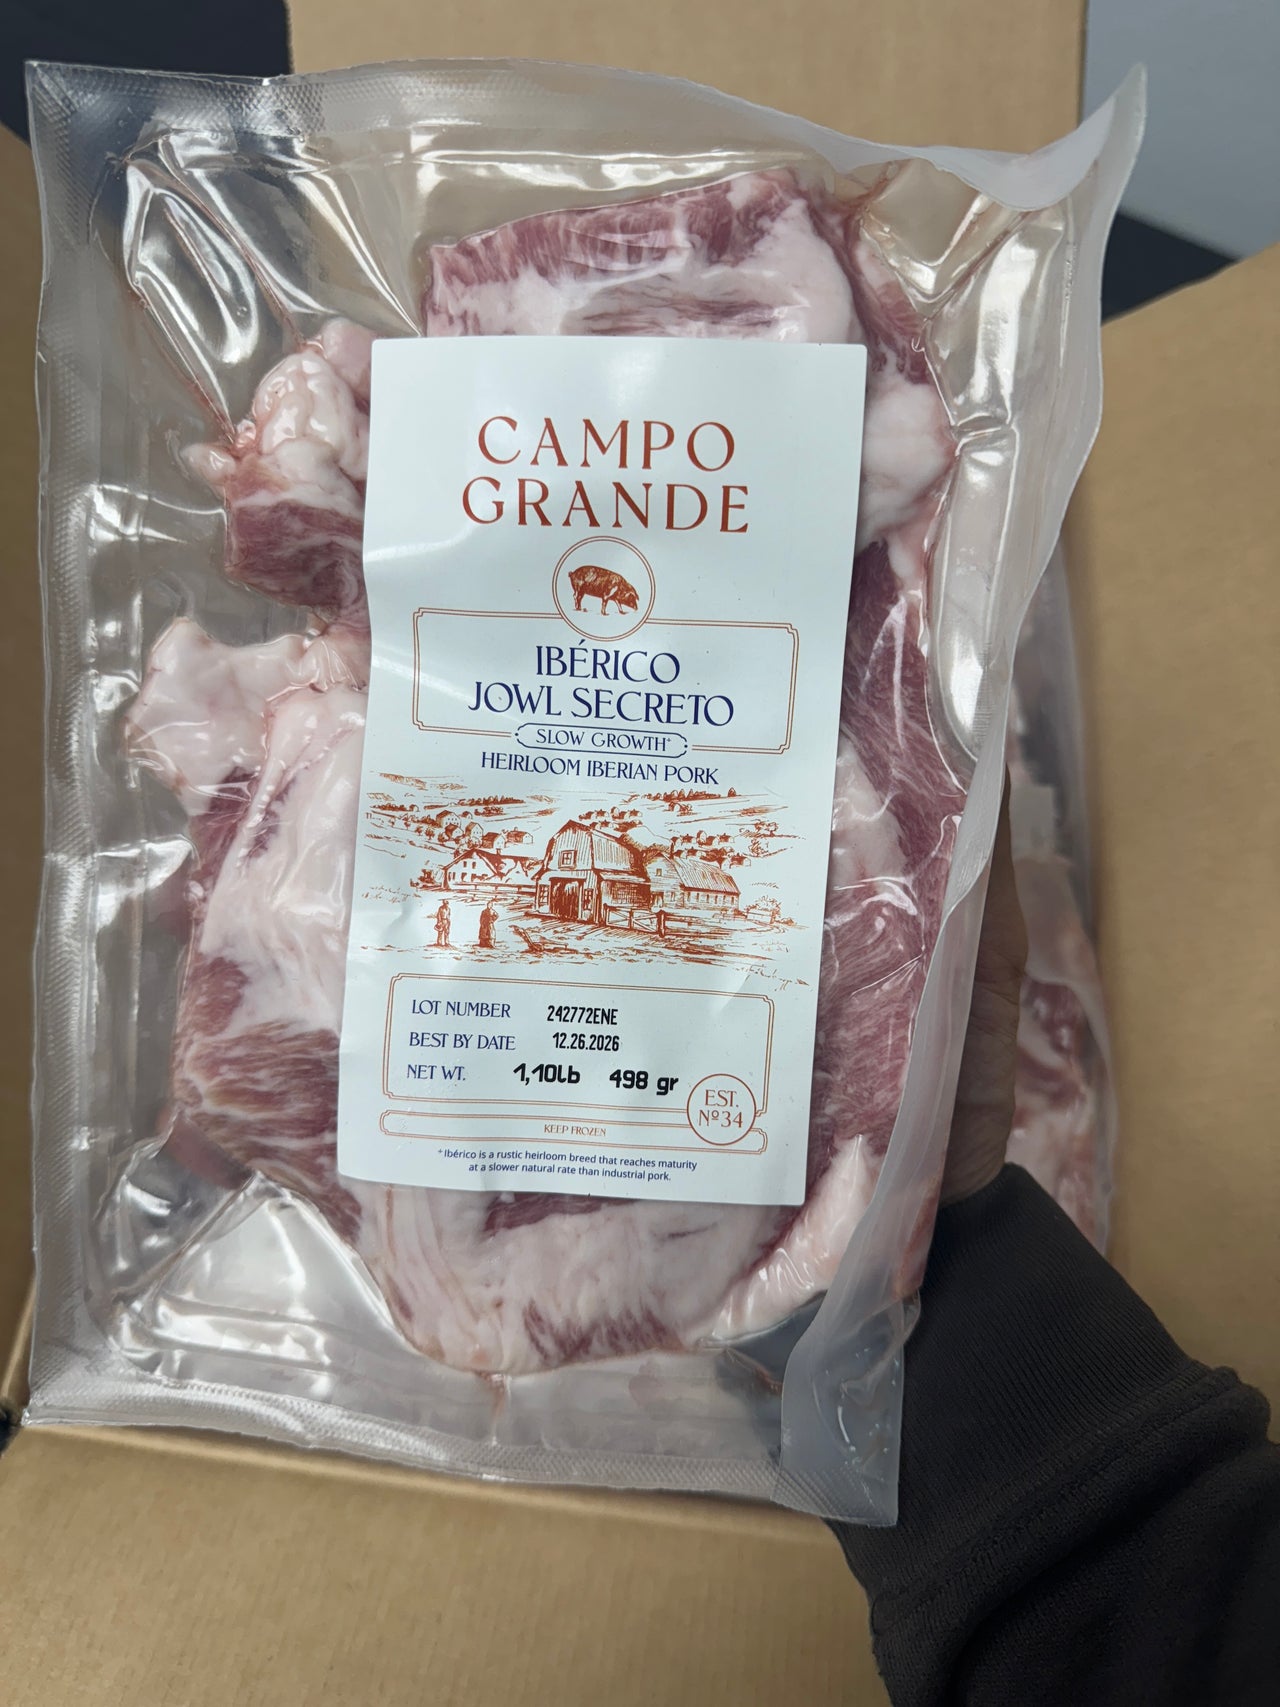 CAMPO
GRANDE
IBÉRICO
JOWL SECRETO
SLOW GROWTH⁺
HEIRLOOM IBERIAN PORK
LOT NUMBER 242772ENE
BEST BY DATE 12.26.2026
NET WT. 1,10lb 498 gr
EST.
Nº34
KEEP FROZEN
⁺Ibérico is a rustic heirloom breed that reaches maturity
at a slower natural rate than industrial pork.